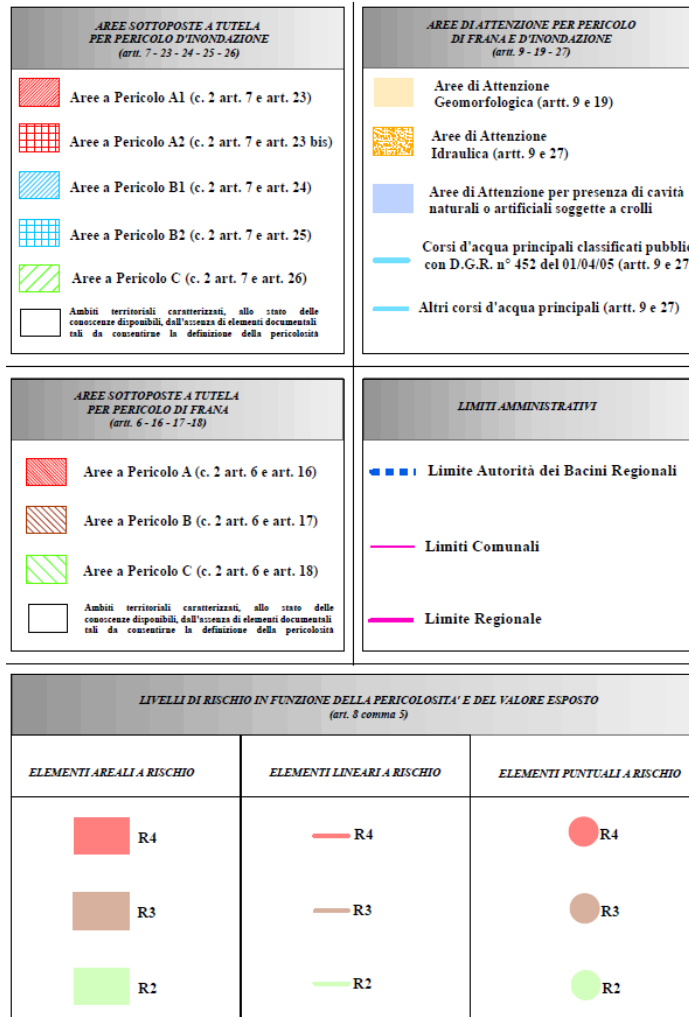 AREE SOTTOPOSTE A TUTELA
PER PERICOLO D'INONDAZIONE
(artt. 7 - 23 - 24 - 25 - 26)
Aree a Pericolo A1 (c. 2 art. 7 e art. 23)
Aree a Pericolo A2 (c. 2 art. 7 e art. 23 bis)
Aree a Pericolo B1 (c. 2 art. 7 e art. 24)
Aree a Pericolo B2 (c. 2 art. 7 e art. 25)
Aree a Pericolo C (c. 2 art. 7 e art. 26)
Ambiti territoriali caratterizzati, allo stato delle
conoscenze disponibili, dall'assenza di elementi documentali
tali da consentirne la definizione della pericolosità
AREE DI ATTENZIONE PER PERICOLO
DI FRANA E D'INONDAZIONE
(artt. 9 - 19 - 27)
Aree di Attenzione
Geomorfologica (artt. 9 e 19)
Aree di Attenzione
Idraulica (artt. 9 e 27)
Aree di Attenzione per presenza di cavità
naturali o artificiali soggette a crolli
Corsi d'acqua principali classificati pubblic
con D.G.R. n° 452 del 01/04/05 (artt. 9 e 27
Altri corsi d'acqua principali (artt. 9 e 27)
AREE SOTTOPOSTE A TUTELA
PER PERICOLO DI FRANA
(artt. 6 - 16 - 17 -18)
Aree a Pericolo A (c. 2 art. 6 e art. 16)
Aree a Pericolo B (c. 2 art. 6 e art. 17)
Aree a Pericolo C (c. 2 art. 6 e art. 18)
Ambiti territoriali caratterizzati, allo stato delle
conoscenze disponibili, dall'assenza di elementi documentali
tali da consentirne la definizione della pericolosità
LIMITI AMMINISTRATIVI
Limite Autorità dei Bacini Regionali
Limiti Comunali
Limite Regionale
LIVELLI DI RISCHIO IN FUNZIONE DELLA PERICOLOSITA' E DEL VALORE ESPOSTO
(art. 8 comma 5)
ELEMENTI AREALI A RISCHIO
R4
R3
R2
ELEMENTI LINEARI A RISCHIO
R4
R3
R2
ELEMENTI PUNTUALI A RISCHIO
R4
R3
R2